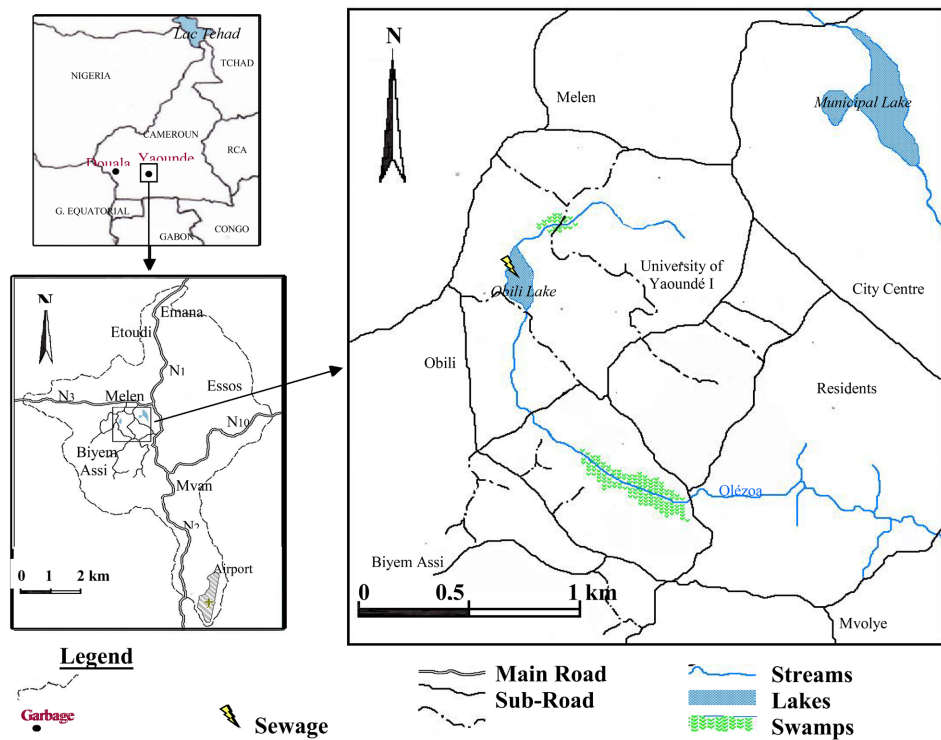 Lac Tchad
NIGERIA
TCHAD
CAMEROUN
RCA
Douala
Yaounde
G. EQUATORIAL
GABON
CONGO
N
Emana
Etoudi
N1
Essos
N3
Melen
N10
Biyem
Assi
Mvan
N2
0 1 2 km
Airport
N
Melen
Municipal Lake
University of
Yaoundé I
Obili Lake
City Centre
Obili
Residents
Olézoa
Biyem Assi
0 0.5 1 km
Mvolye
Legend
Garbage
Sewage
Main Road
Sub-Road
Streams
Lakes
Swamps